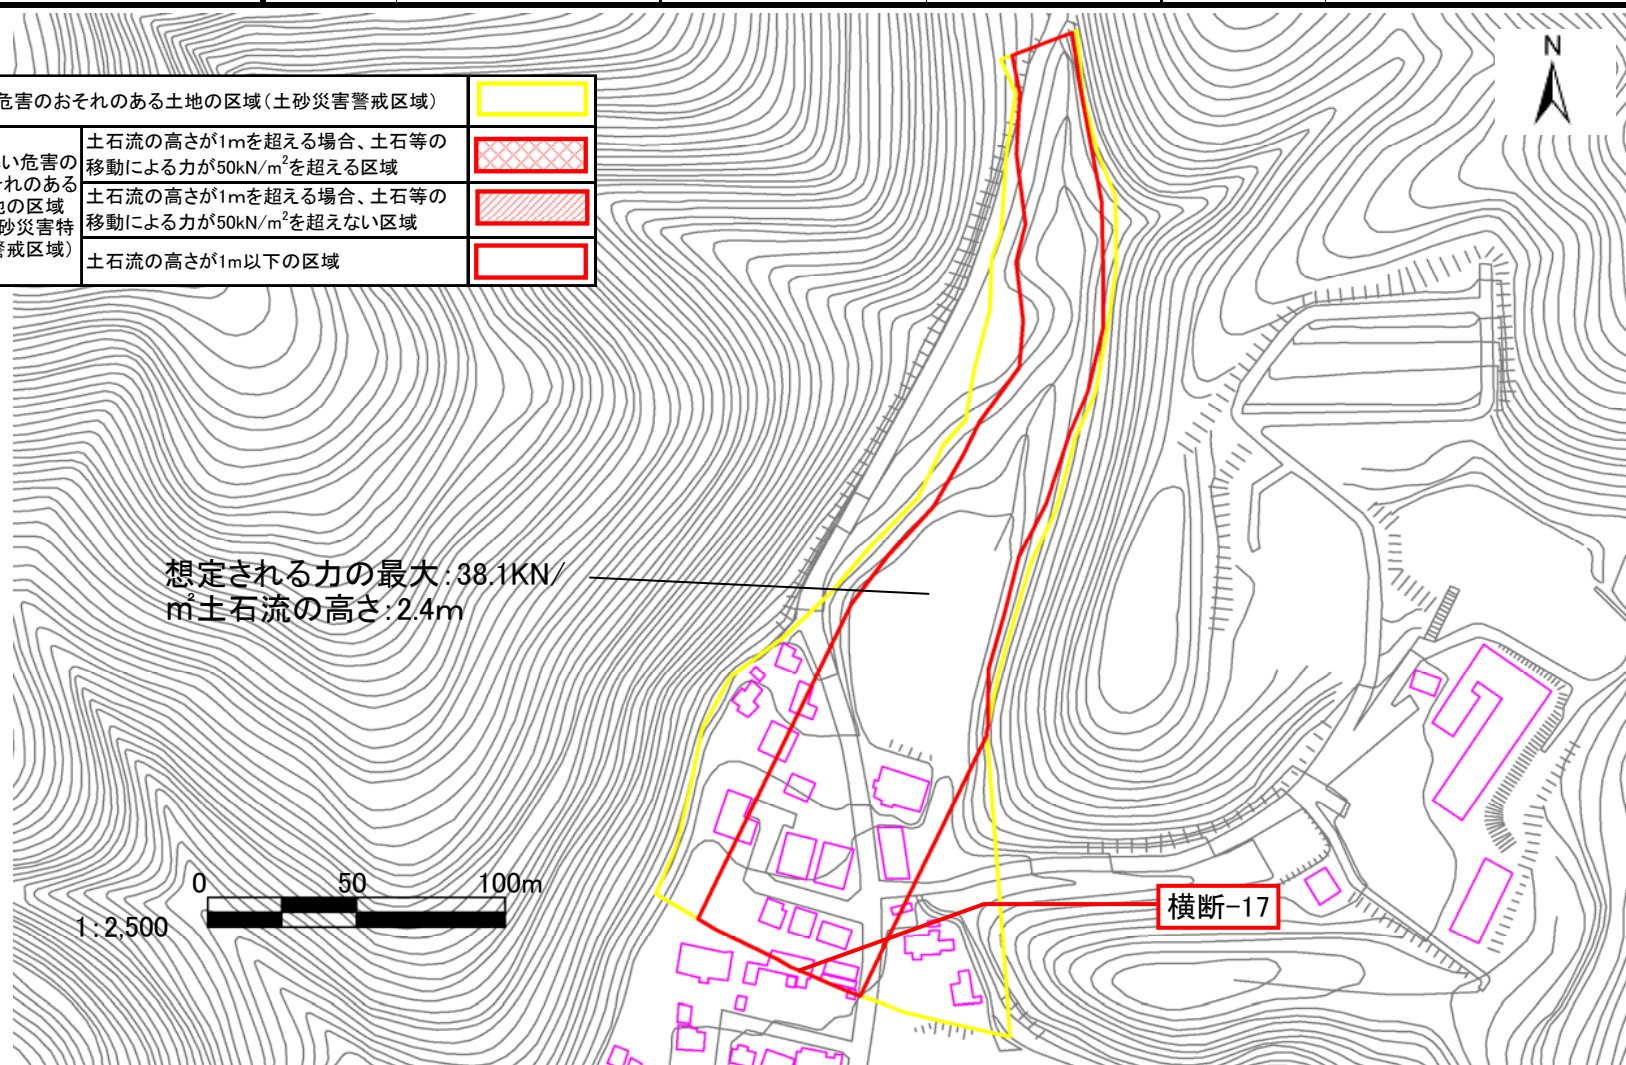 危害のおそれのある土地の区域(土砂災害警戒区域)
い危害の
それのある
地の区域
砂災害特
警戒区域)
土石流の高さが1mを超える場合、土石等の
移動による力が50kN/m²を超える区域
土石流の高さが1mを超える場合、土石等の
移動による力が50kN/m²を超えない区域
土石流の高さが1m以下の区域
N
想定される力の最大:38.1KN/
㎡土石流の高さ:2.4m
0 50 100m
1:2,500
横断-17